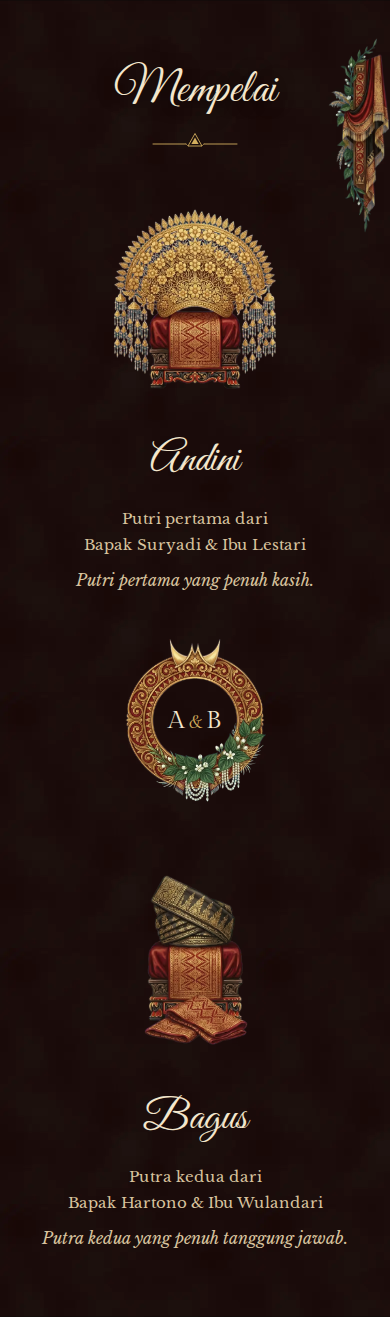 Mempelai
Andini
Putri pertama dari
Bapak Suryadi & Ibu Lestari
Putri pertama yang penuh kasih.
A & B
Bagus
Putra kedua dari
Bapak Hartono & Ibu Wulandari
Putra kedua yang penuh tanggung jawab.